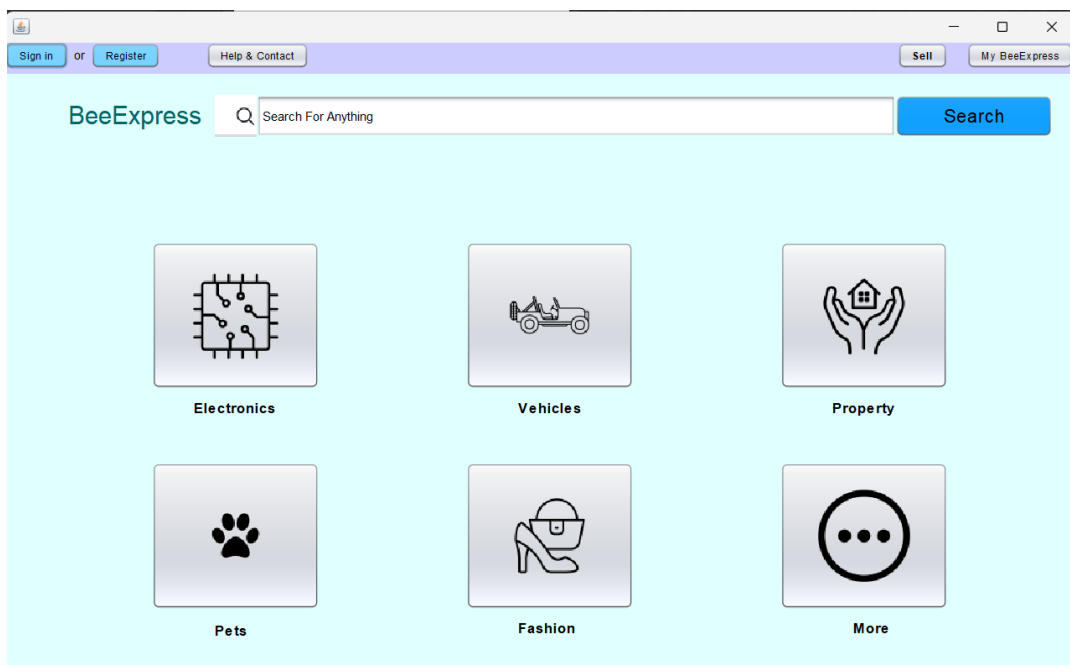 Sign in or Register Help & Contact Sell My BeeExpress
BeeExpress Search For Anything Search
Electronics Vehicles Property
Pets Fashion More